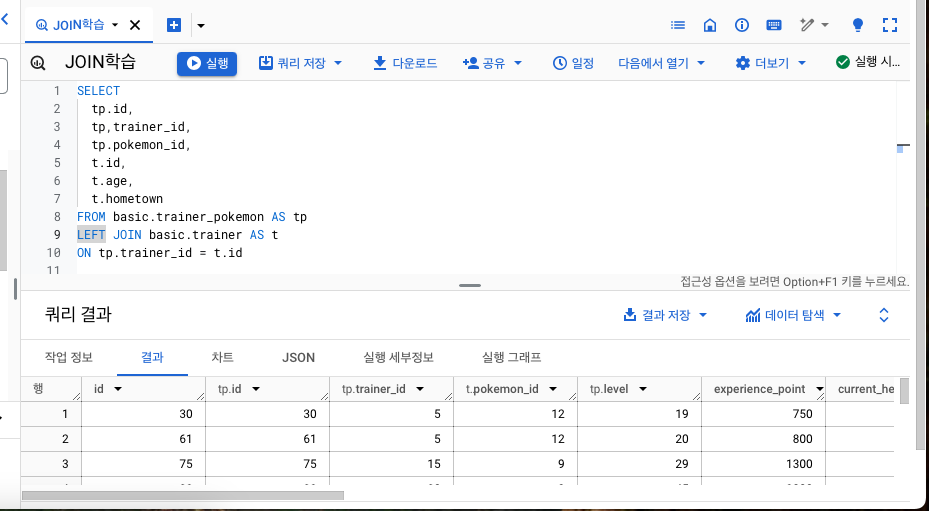 JOIN학습
JOIN학습 실행 쿼리 저장 다운로드 공유 일정 다음에서 열기 더보기 실행 시...
1 SELECT
2 tp.id,
3 tp,trainer_id,
4 tp.pokemon_id,
5 t.id,
6 t.age,
7 t.hometown
8 FROM basic.trainer_pokemon AS tp
9 LEFT JOIN basic.trainer AS t
10 ON tp.trainer_id = t.id
11
접근성 옵션을 보려면 Option+F1 키를 누르세요.
쿼리 결과 결과 저장 데이터 탐색
작업 정보 결과 차트 JSON 실행 세부정보 실행 그래프
행 id tp.id tp.trainer_id t.pokemon_id tp.level experience_point current_he
1 30 30 5 12 19 750
2 61 61 5 12 20 800
3 75 75 15 9 29 1300